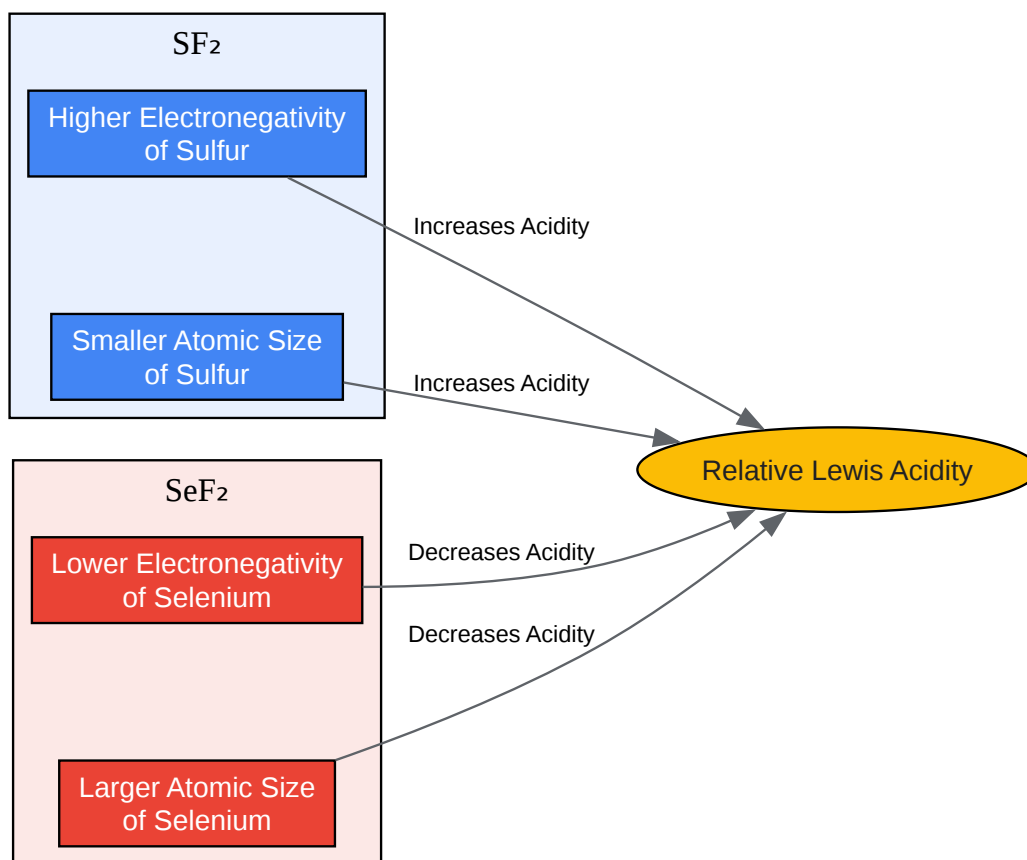 SF₂
Higher Electronegativity
of Sulfur
Increases Acidity
Smaller Atomic Size
of Sulfur
Increases Acidity
Relative Lewis Acidity
SeF₂
Lower Electronegativity
of Selenium
Decreases Acidity
Decreases Acidity
Larger Atomic Size
of Selenium